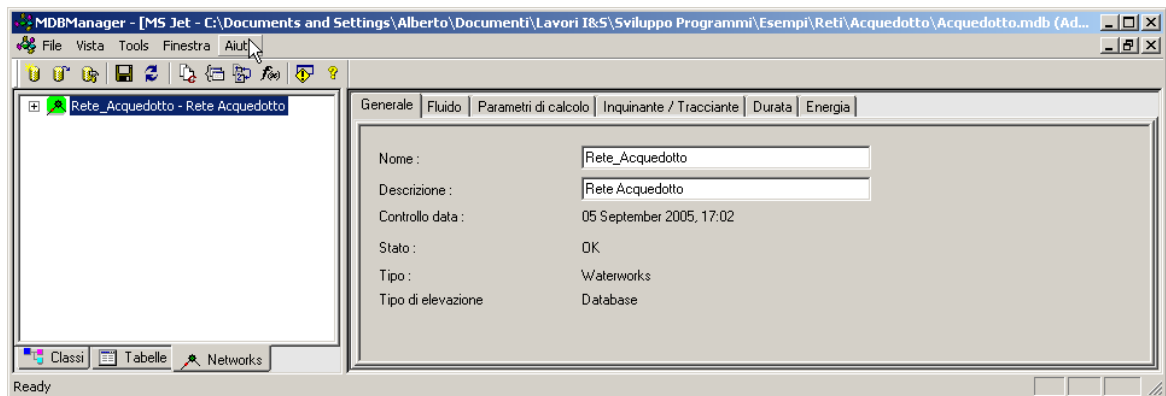 MDBManager - [MS Jet - C:\Documents and Settings\Alberto\Documenti\Lavori I&S\Sviluppo Programmi\Esempi\Reti\Acquedotto\Acquedotto.mdb (Ad...
File Vista Tools Finestra Aiuto
f(x)
Rete_Acquedotto - Rete Acquedotto
Generale Fluido Parametri di calcolo Inquinante / Tracciante Durata Energia
Nome : Rete_Acquedotto
Descrizione : Rete Acquedotto
Controllo data : 05 September 2005, 17:02
Stato : OK
Tipo : Waterworks
Tipo di elevazione Database
Classi Tabelle Networks
Ready